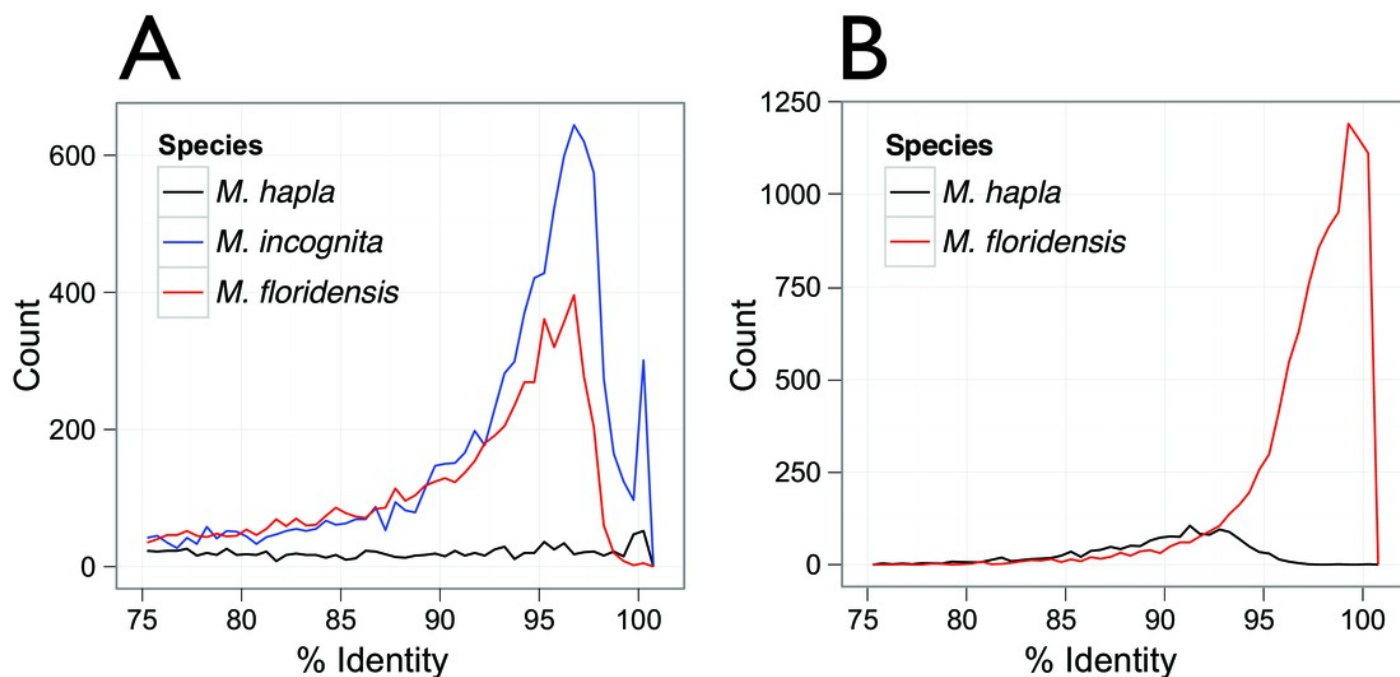 A
Species
M. hapla
M. incognita
M. floridensis
Count
600
400
200
0
75 80 85 90 95 100
% Identity
B
Species
M. hapla
M. floridensis
Count
1250
1000
750
500
250
0
75 80 85 90 95 100
% Identity